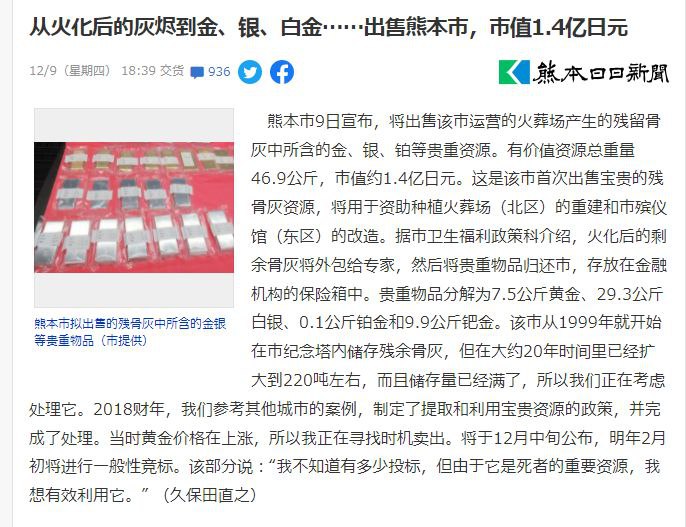 从火化后的灰烬到金、银、白金……出售熊本市，市值1.4亿日元
12/9（星期四） 18:39 交货 936
熊本日日新聞
熊本市9日宣布，将出售该市运营的火葬场产生的残留骨
灰中所含的金、银、铂等贵重资源。有价值资源总重量
46.9公斤，市值约1.4亿日元。这是该市首次出售宝贵的残
骨灰资源，将用于资助种植火葬场（北区）的重建和市殡仪
馆（东区）的改造。据市卫生福利政策科介绍，火化后的剩
余骨灰将外包给专家，然后将贵重物品归还市，存放在金融
机构的保险箱中。贵重物品分解为7.5公斤黄金、29.3公斤
白银、0.1公斤铂金和9.9公斤钯金。该市从1999年就开始
在市纪念塔内储存残余骨灰，但在大约20年时间里已经扩
大到220吨左右，而且储存量已经满了，所以我们正在考虑
处理它。2018财年，我们参考其他城市的案例，制定了提取和利用宝贵资源的政策，并完
成了处理。当时黄金价格在上涨，所以我正在寻找时机卖出。将于12月中旬公布，明年2月
初将进行一般性竞标。该部分说：“我不知道有多少投标，但由于它是死者的重要资源，我
想有效利用它。”（久保田直之）
熊本市拟出售的残骨灰中所含的金银
等贵重物品（市提供）